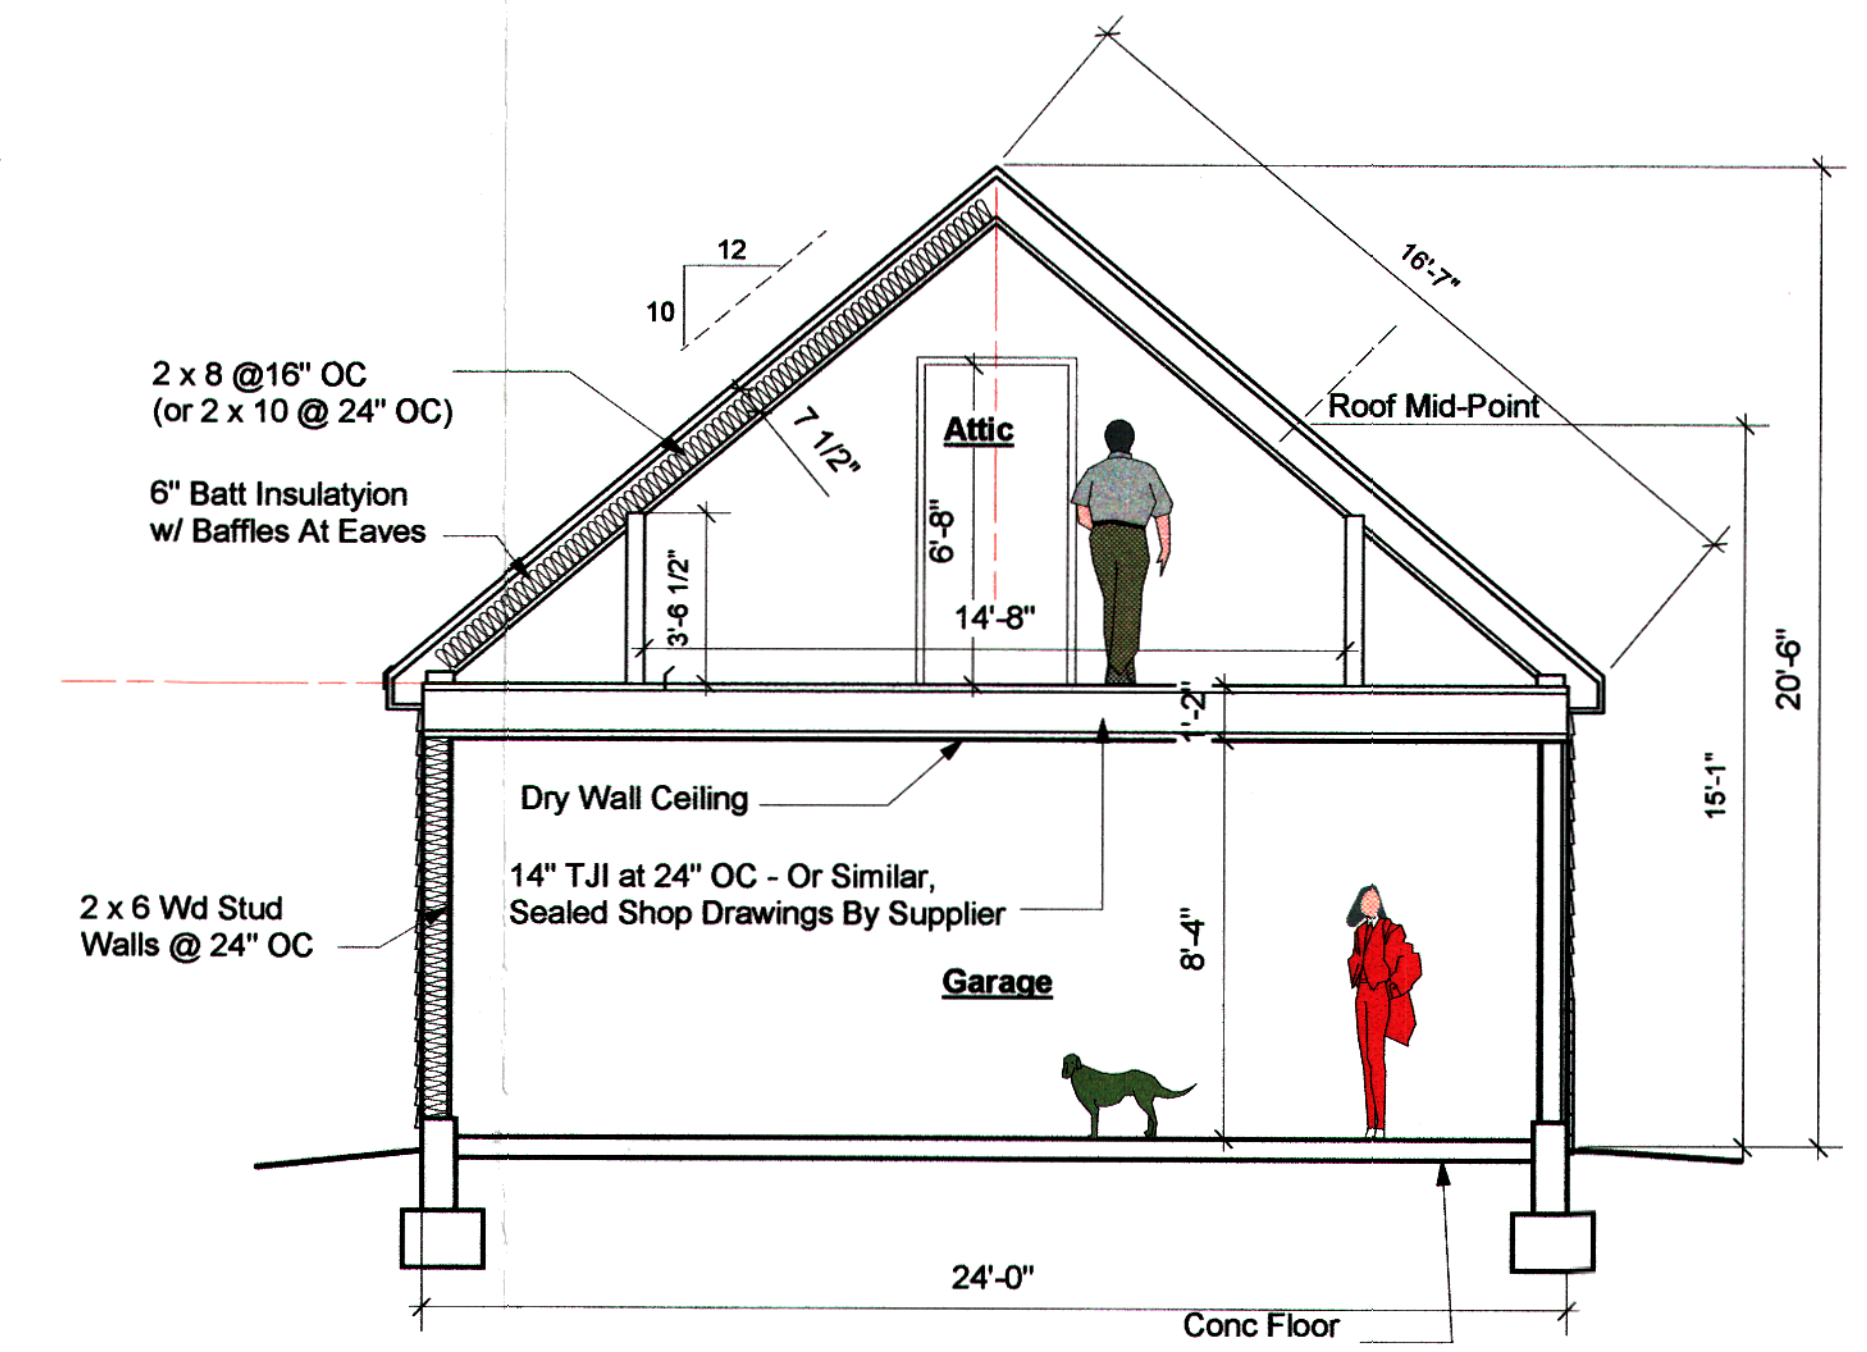 16'-7"
12
10
2 x 8 @16" OC
(or 2 x 10 @ 24" OC)
7 1/2"
Roof Mid-Point
Attic
6" Batt Insulatyion
w/ Baffles At Eaves
6'-8"
3'-6 1/2"
14'-8"
20'-6"
1'-2"
15'-1"
Dry Wall Ceiling
14" TJI at 24" OC - Or Similar,
Sealed Shop Drawings By Supplier
2 x 6 Wd Stud
Walls @ 24" OC
8'-4"
Garage
24'-0"
Conc Floor